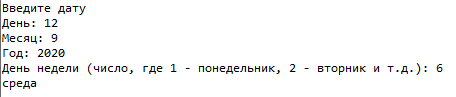 Введите дату
День: 12
Месяц: 9
Год: 2020
День недели (число, где 1 - понедельник, 2 - вторник и т.д.): 6
среда